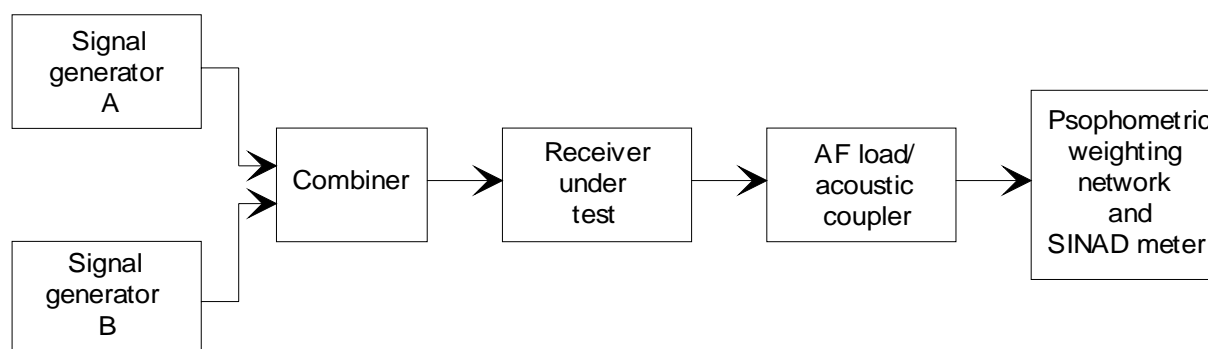 Signal
generator
A
Signal
generator
B
Combiner
Receiver
under
test
AF load/
acoustic
coupler
Psophometric
weighting
network
and
SINAD meter